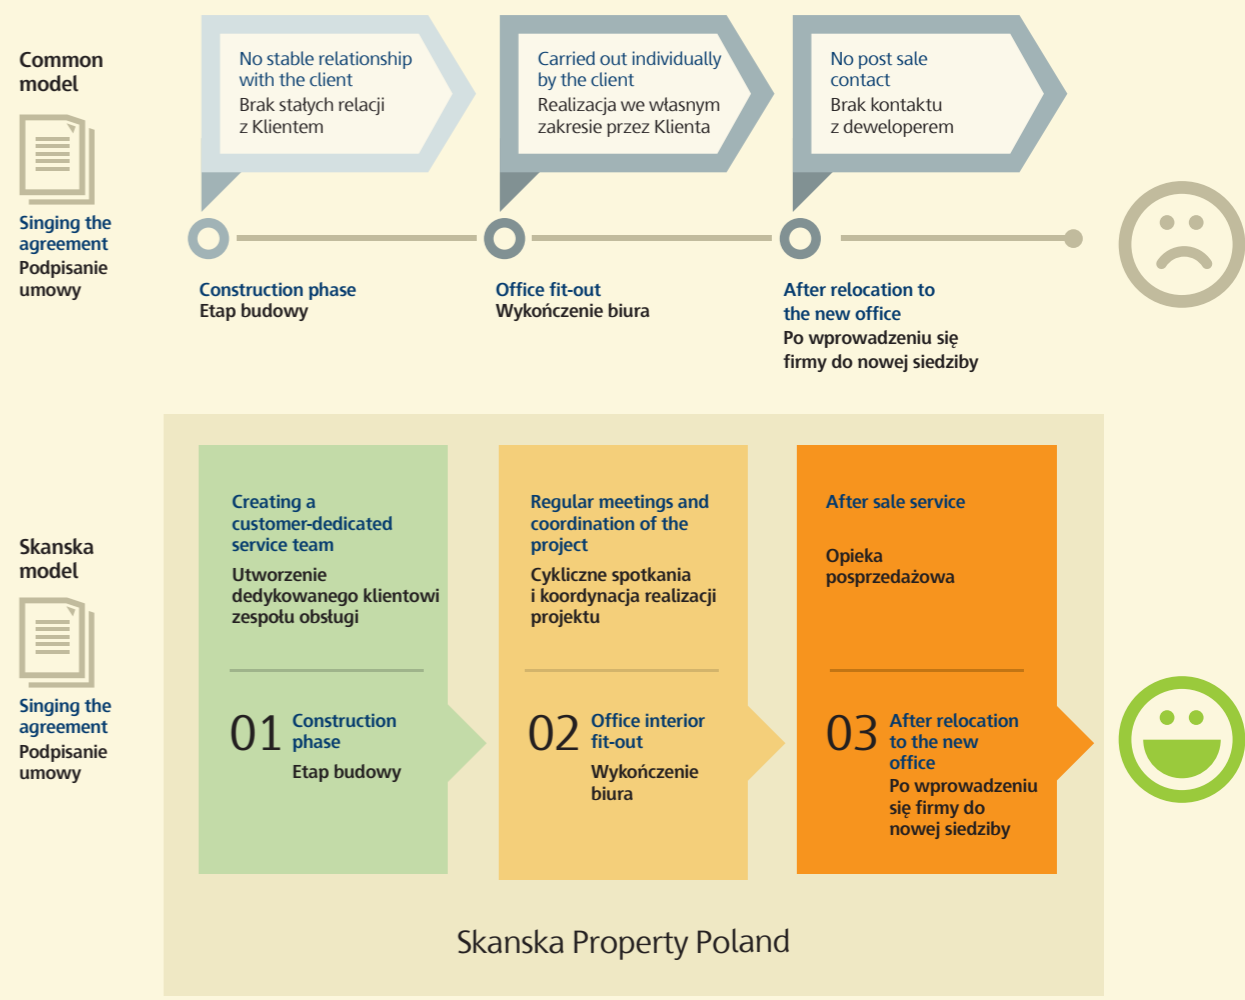 Common
model
Singing the
agreement
Podpisanie
umowy
No stable relationship
with the client
Brak stałych relacji
z Klientem
Carried out individually
by the client
Realizacja we własnym
zakresie przez Klienta
No post sale
contact
Brak kontaktu
z deweloperem
Construction phase
Etap budowy
Office fit-out
Wykończenie biura
After relocation to
the new office
Po wprowadzeniu się
firmy do nowej siedziby
Skanska
model
Singing the
agreement
Podpisanie
umowy
Creating a
customer-dedicated
service team
Utworzenie
dedykowanego klientowi
zespołu obsługi
01 Construction
phase
Etap budowy
Regular meetings and
coordination of the
project
Cykliczne spotkania
i koordynacja realizacji
projektu
02 Office interior
fit-out
Wykończenie
biura
After sale service
Opieka
posprzedażowa
03 After relocation
to the new
office
Po wprowadzeniu
się firmy do
nowej siedziby
Skanska Property Poland